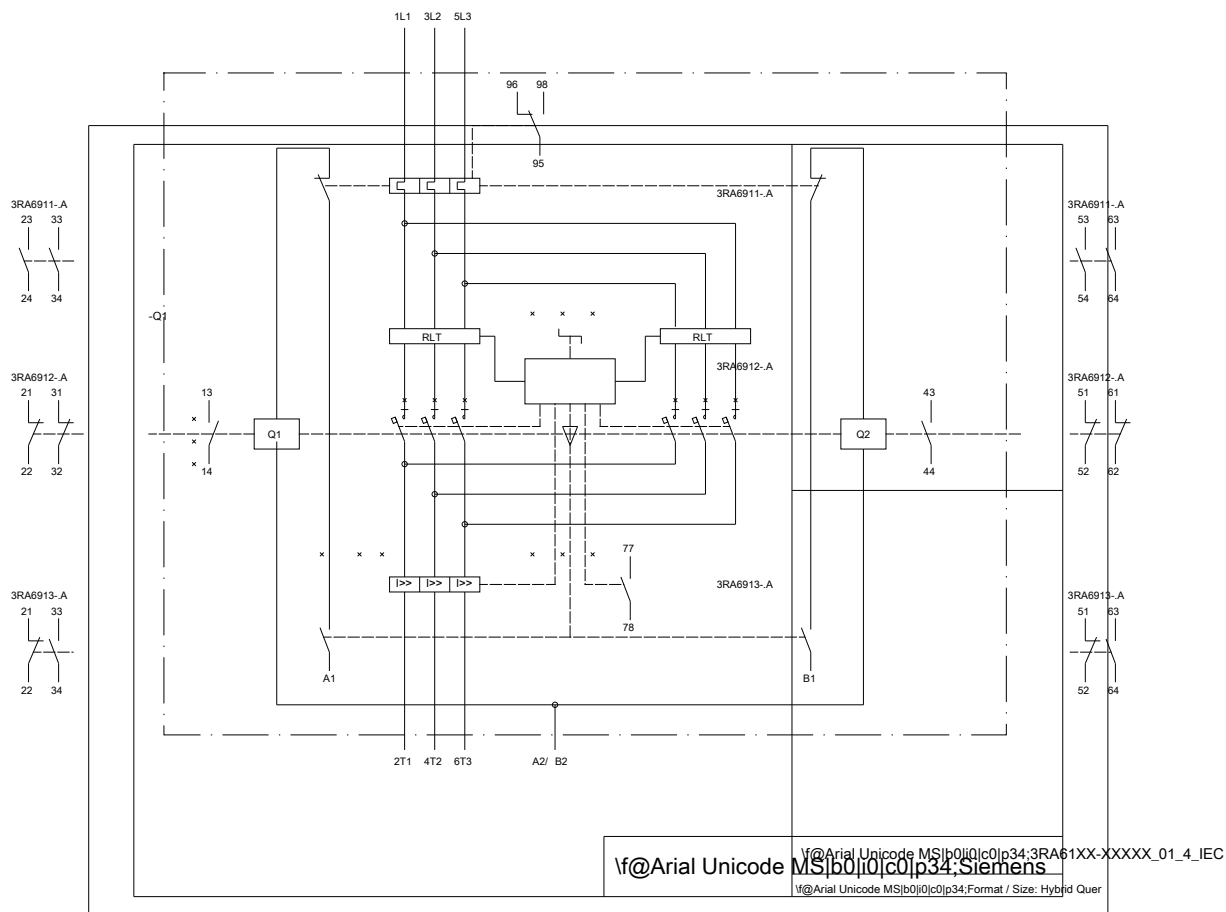 1L1 3L2 5L3
96 98
95
3RA6911-.A
3RA6911-.A
3RA6911-.A
23 33
53 63
24 34
54 64
-Q1
RLT
RLT
3RA6912-.A
3RA6912-.A
3RA6912-.A
21 31
13
43
51 61
Q1
Q2
22 32
14
44
52 62
77
I>> I>> I>>
3RA6913-.A
3RA6913-.A
3RA6913-.A
21 33
51 63
78
A1
B1
22 34
52 64
2T1 4T2 6T3
A2/ B2
\f@Arial Unicode MS|b0|i0|c0|p34;3RA61XX-XXXXX_01_4_IEC
\f@Arial Unicode MS|b0|i0|c0|p34;Siemens
\f@Arial Unicode MS|b0|i0|c0|p34;Format / Size: Hybrid Quer